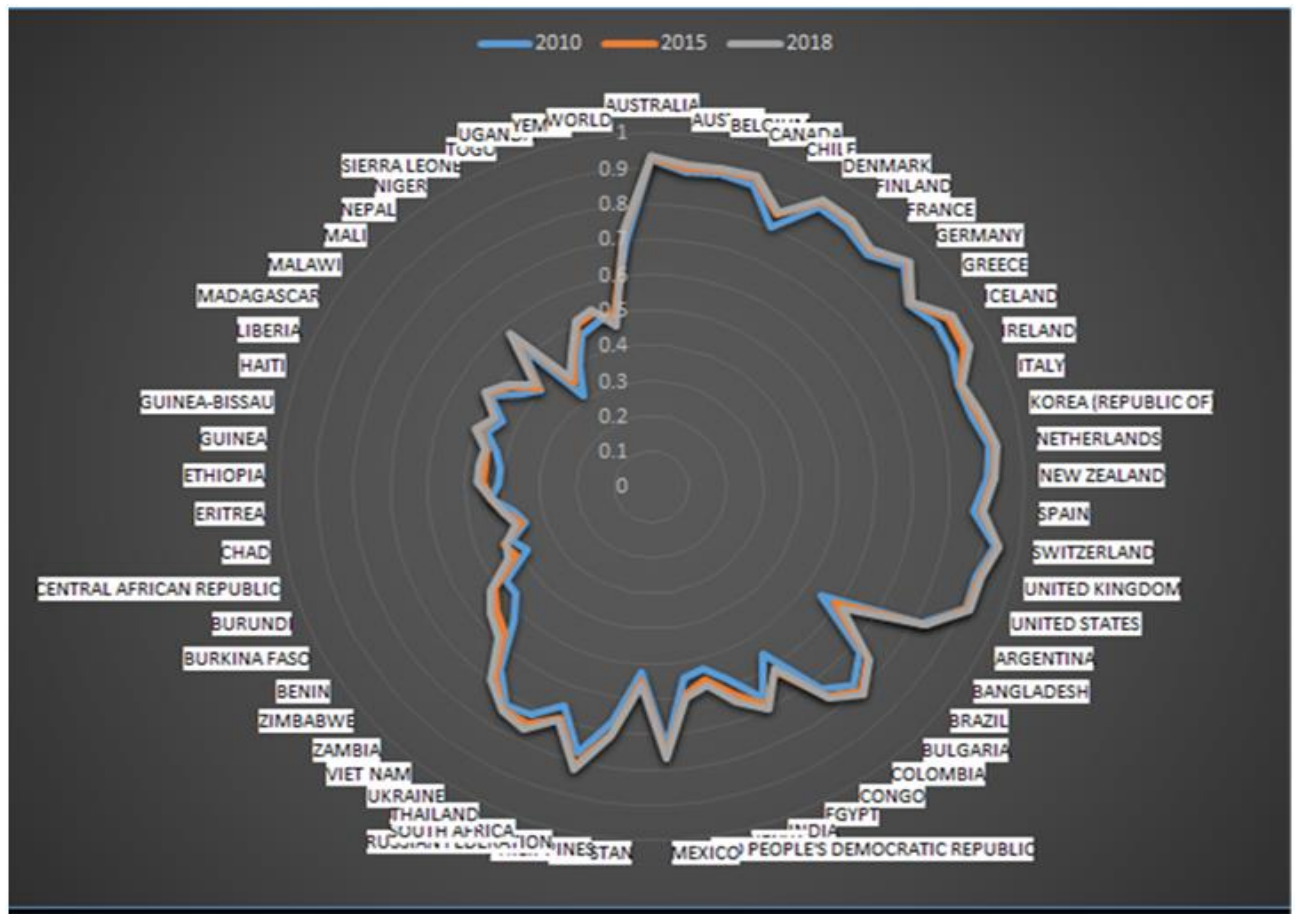 2010 2015 2018
AUSTRALIA
BELGIUM
CANADA
CHILE
DENMARK
FINLAND
FRANCE
GERMANY
GREECE
ICELAND
IRELAND
ITALY
KOREA (REPUBLIC OF)
NETHERLANDS
NEW ZEALAND
SPAIN
SWITZERLAND
UNITED KINGDOM
UNITED STATES
ARGENTINA
BANGLADESH
BRAZIL
BULGARIA
COLOMBIA
CONGO
EGYPT
INDIA
PEOPLE'S DEMOCRATIC REPUBLIC
MEXICO
STAN
PINES
RUSSIAN FEDERATION
SOUTH AFRICA
THAILAND
UKRAINE
VIET NAM
ZAMBIA
ZIMBABWE
BENIN
BURKINA FASO
BURUNDI
CENTRAL AFRICAN REPUBLIC
CHAD
ERITREA
ETHIOPIA
GUINEA
GUINEA-BISSAU
HAITI
LIBERIA
MADAGASCAR
MALAWI
MALI
NEPAL
NIGER
SIERRA LEONE
TOGO
UGANDA
YEM
WORLD
1
0.9
0.8
0.7
0.6
0.5
0.4
0.3
0.2
0.1
0